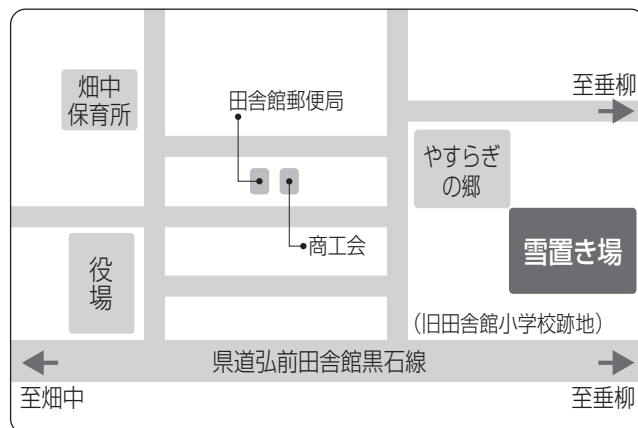 畑中
保育所
田舎館郵便局
至垂柳
やすらぎ
の郷
商工会
役
場
雪置き場
（旧田舎館小学校跡地）
県道弘前田舎館黒石線
至畑中
至垂柳